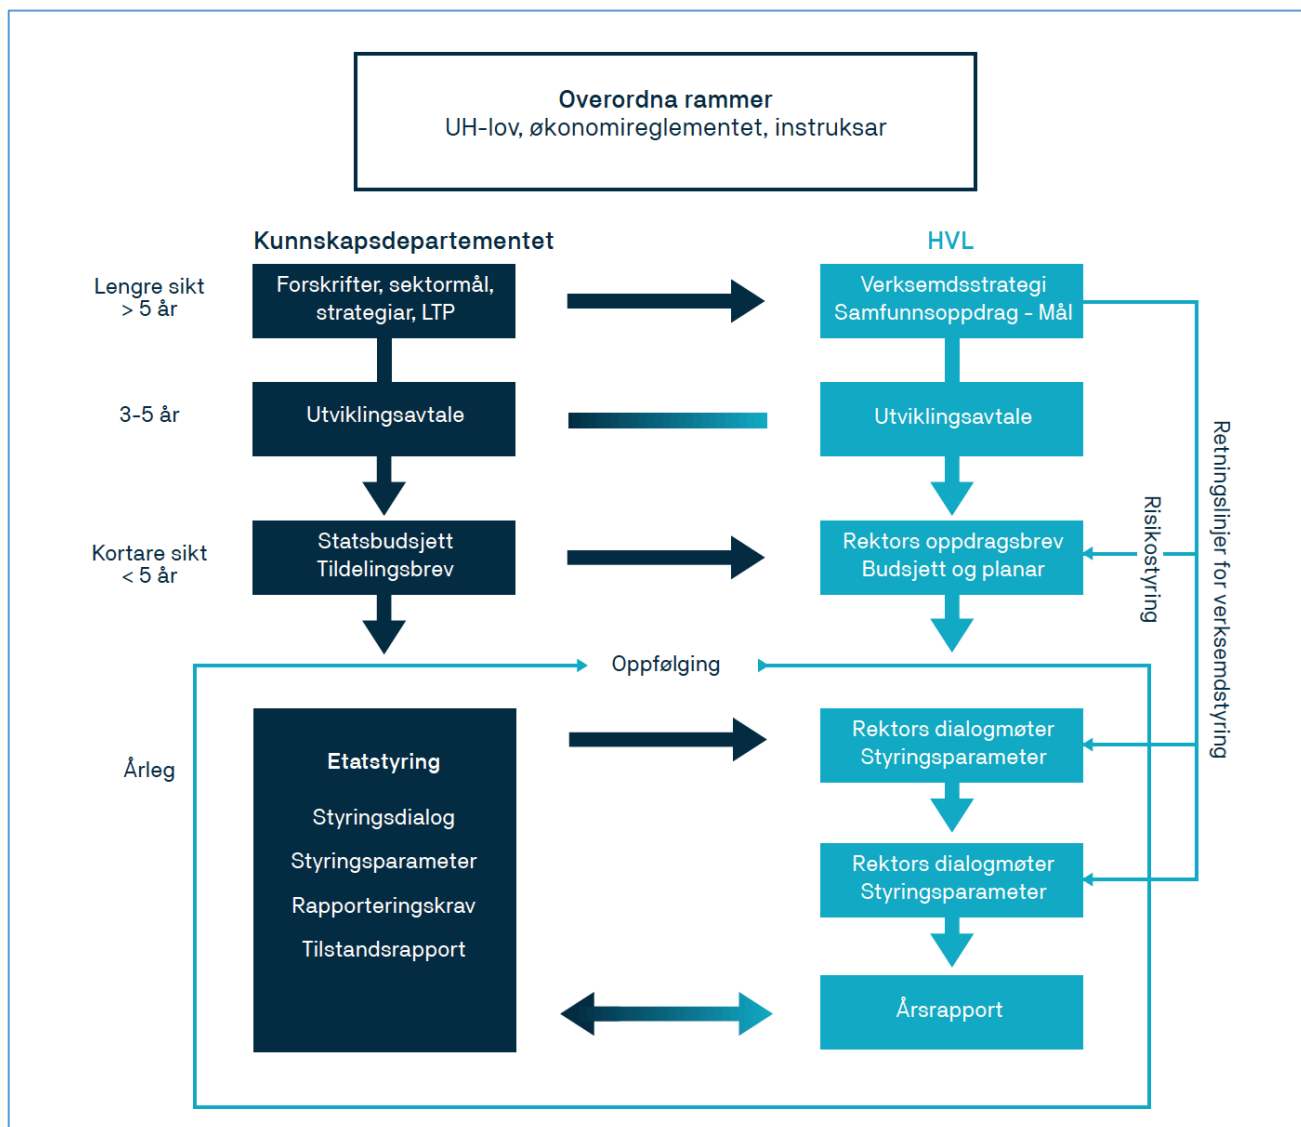 Overordna rammer
UH-lov, økonomireglementet, instruksar
Kunnskapsdepartementet
HVL
Lengre sikt
> 5 år
Forskrifter, sektormål,
strategiar, LTP
Verksemdsstrategi
Samfunnsoppdrag - Mål
3-5 år
Utviklingsavtale
Utviklingsavtale
Kortare sikt
< 5 år
Statsbudsjett
Tildelingsbrev
Rektors oppdragsbrev
Budsjett og planar
Risikostyring
Retningslinjer for verksemdstyring
Oppfølging
Årleg
Etatstyring
Styringsdialog
Styringsparameter
Rapporteringskrav
Tilstandsrapport
Rektors dialogmøter
Styringsparameter
Rektors dialogmøter
Styringsparameter
Årsrapport